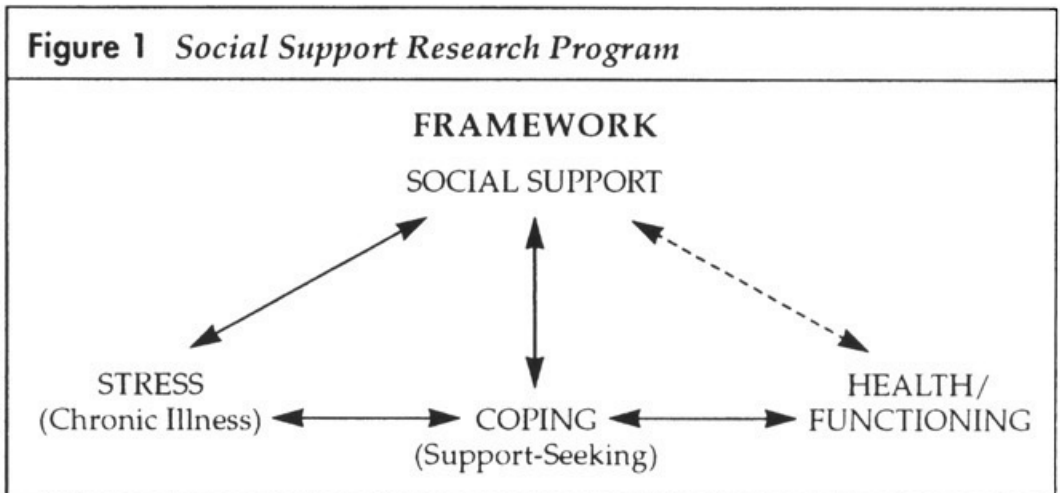 Figure 1 Social Support Research Program
FRAMEWORK
SOCIAL SUPPORT
STRESS
(Chronic Illness)
COPING
(Support-Seeking)
HEALTH/
FUNCTIONING